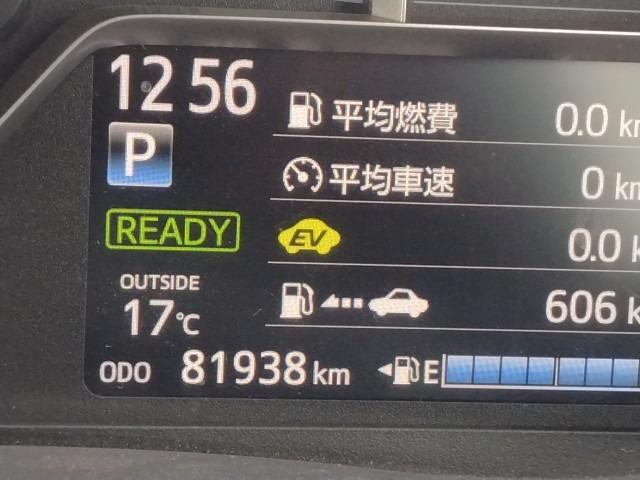 12 56
平均燃費 0.0
P
平均車速 0
READY
EV 0.0
OUTSIDE
17℃
606
ODO 81938 km
E